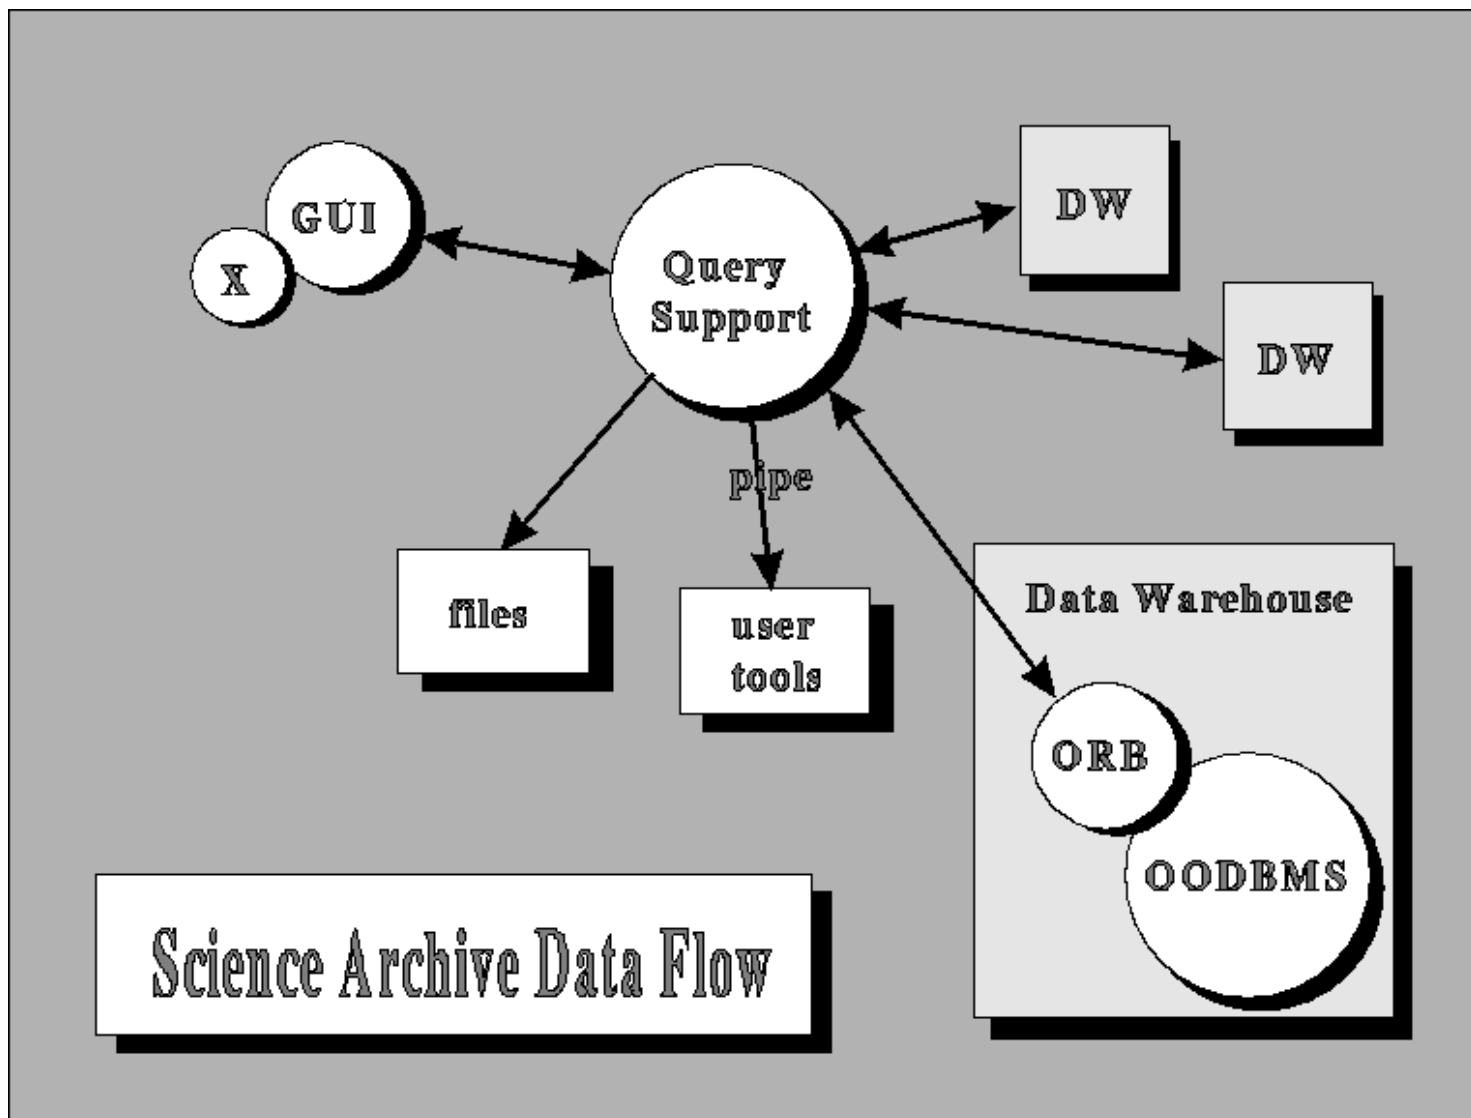 GUI
X
Query
Support
DW
DW
pipe
files
user
tools
Data Warehouse
ORB
OODBMS
Science Archive Data Flow